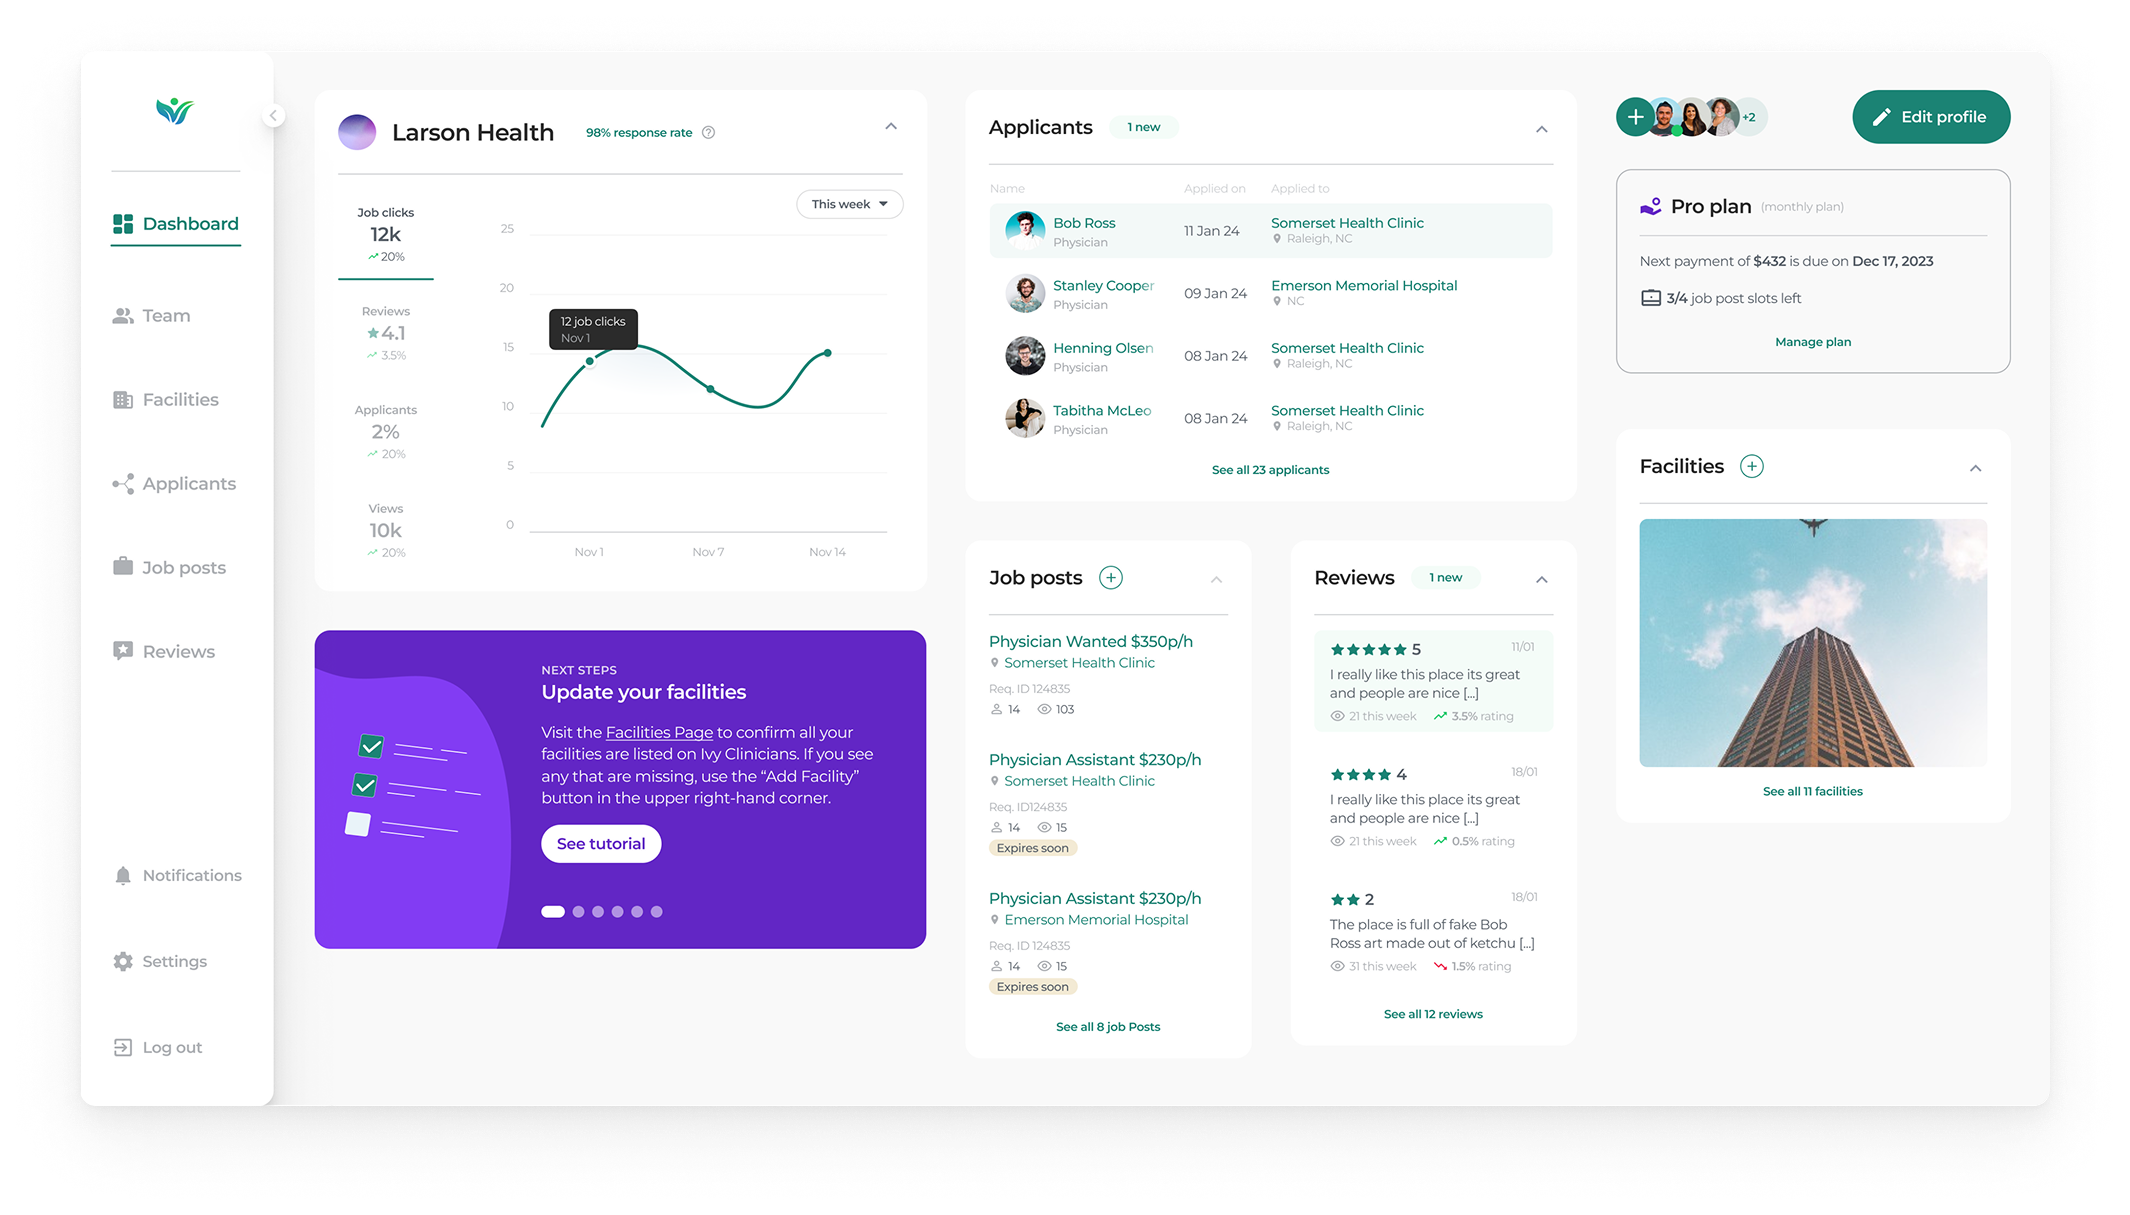 Dashboard
Team
Facilities
Applicants
Job posts
Reviews
Notifications
Settings
Log out
Larson Health
98% response rate ?
Job clicks
12k
20%
Reviews
4.1
3.5%
Applicants
2%
20%
Views
10k
20%
This week
25
20
15
10
5
0
12 job clicks
Nov 1
Nov 1 Nov 7 Nov 14
NEXT STEPS
Update your facilities
Visit the Facilities Page to confirm all your
facilities are listed on Ivy Clinicians. If you see
any that are missing, use the “Add Facility”
button in the upper right-hand corner.
See tutorial
Applicants 1 new
Name Applied on Applied to
Bob Ross
Physician
11 Jan 24
Somerset Health Clinic
Raleigh, NC
Stanley Cooper
Physician
09 Jan 24
Emerson Memorial Hospital
NC
Henning Olsen
Physician
08 Jan 24
Somerset Health Clinic
Raleigh, NC
Tabitha McLeo
Physician
08 Jan 24
Somerset Health Clinic
Raleigh, NC
See all 23 applicants
Job posts
Physician Wanted $350p/h
Somerset Health Clinic
Req. ID 124835
14 103
Physician Assistant $230p/h
Somerset Health Clinic
Req. ID124835
14 15
Expires soon
Physician Assistant $230p/h
Emerson Memorial Hospital
Req. ID 124835
14 15
Expires soon
See all 8 job Posts
Reviews 1 new
5 11/01
I really like this place its great
and people are nice [...]
21 this week 3.5% rating
4 18/01
I really like this place its great
and people are nice [...]
21 this week 0.5% rating
2 18/01
The place is full of fake Bob
Ross art made out of ketchu [...]
31 this week 1.5% rating
See all 12 reviews
+2
Edit profile
Pro plan (monthly plan)
Next payment of $432 is due on Dec 17, 2023
3/4 job post slots left
Manage plan
Facilities
See all 11 facilities